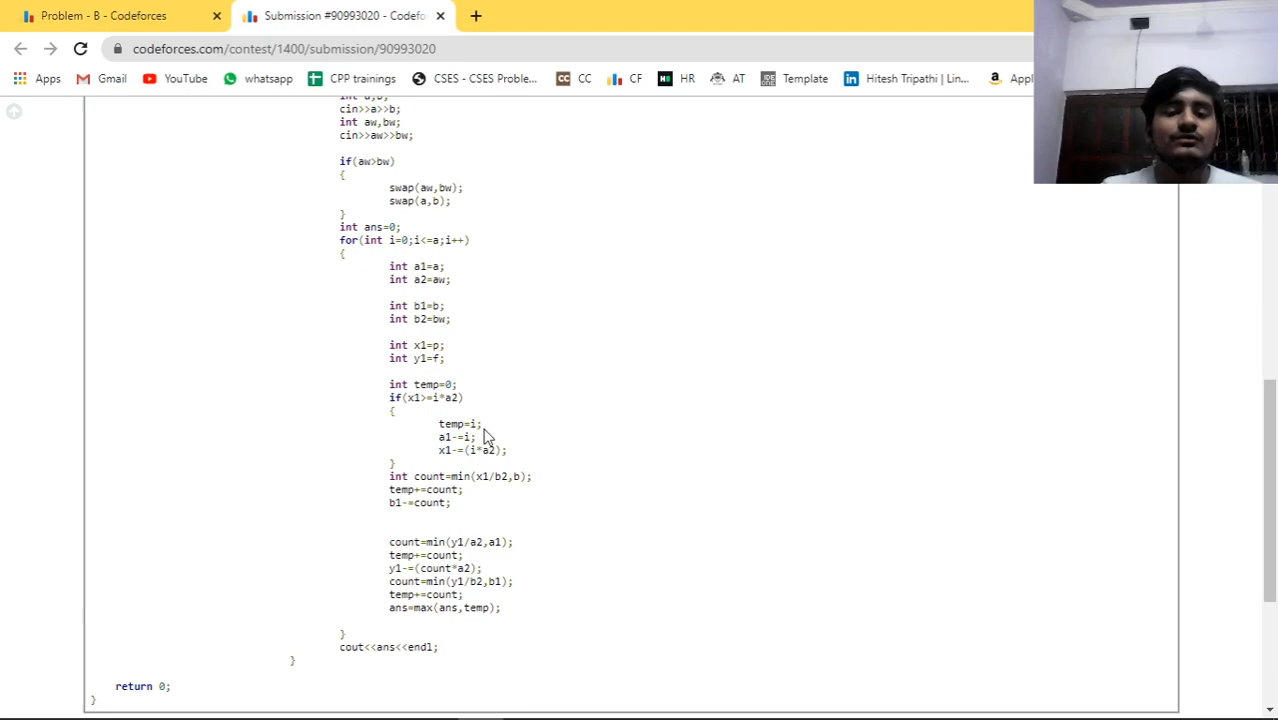 Problem - B - Codeforces
Submission #90993020 - Codefor
codeforces.com/contest/1400/submission/90993020
Apps Gmail YouTube whatsapp CPP trainings CSES - CSES Proble... CC CC CF HR AT IDE ONE Template Hitesh Tripathi | Lin... Appl
cin>>a>>b;
int aw,bw;
cin>>aw>>bw;
if(aw>bw)
{
swap(aw,bw);
swap(a,b);
}
int ans=0;
for(int i=0;i<=a;i++)
{
int a1=a;
int a2=aw;
int b1=b;
int b2=bw;
int x1=p;
int y1=f;
int temp=0;
if(x1>=i*a2)
{
temp=i;
a1-=i;
x1-=(i*a2);
}
int count=min(x1/b2,b);
temp+=count;
b1-=count;
count=min(y1/a2,a1);
temp+=count;
y1-=(count*a2);
count=min(y1/b2,b1);
temp+=count;
ans=max(ans,temp);
}
cout<<ans<<endl;
}
return 0;
}